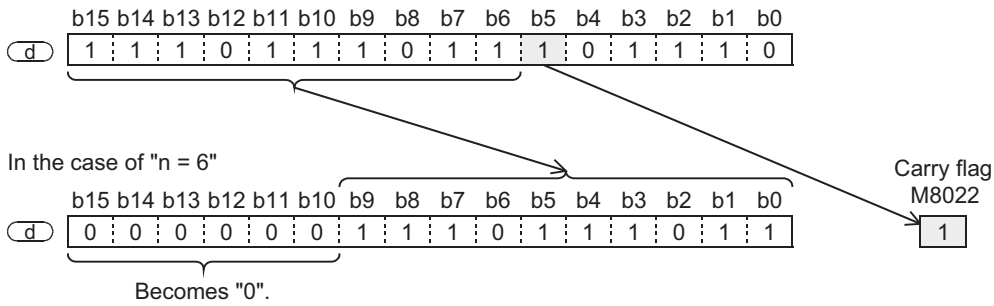 b15 b14 b13 b12 b11 b10 b9 b8 b7 b6 b5 b4 b3 b2 b1 b0
d 1 1 1 0 1 1 1 0 1 1 1 0 1 1 1 0
In the case of "n = 6"
Carry flag
M8022
b15 b14 b13 b12 b11 b10 b9 b8 b7 b6 b5 b4 b3 b2 b1 b0
d 0 0 0 0 0 0 1 1 1 0 1 1 1 0 1 1 1
Becomes "0".